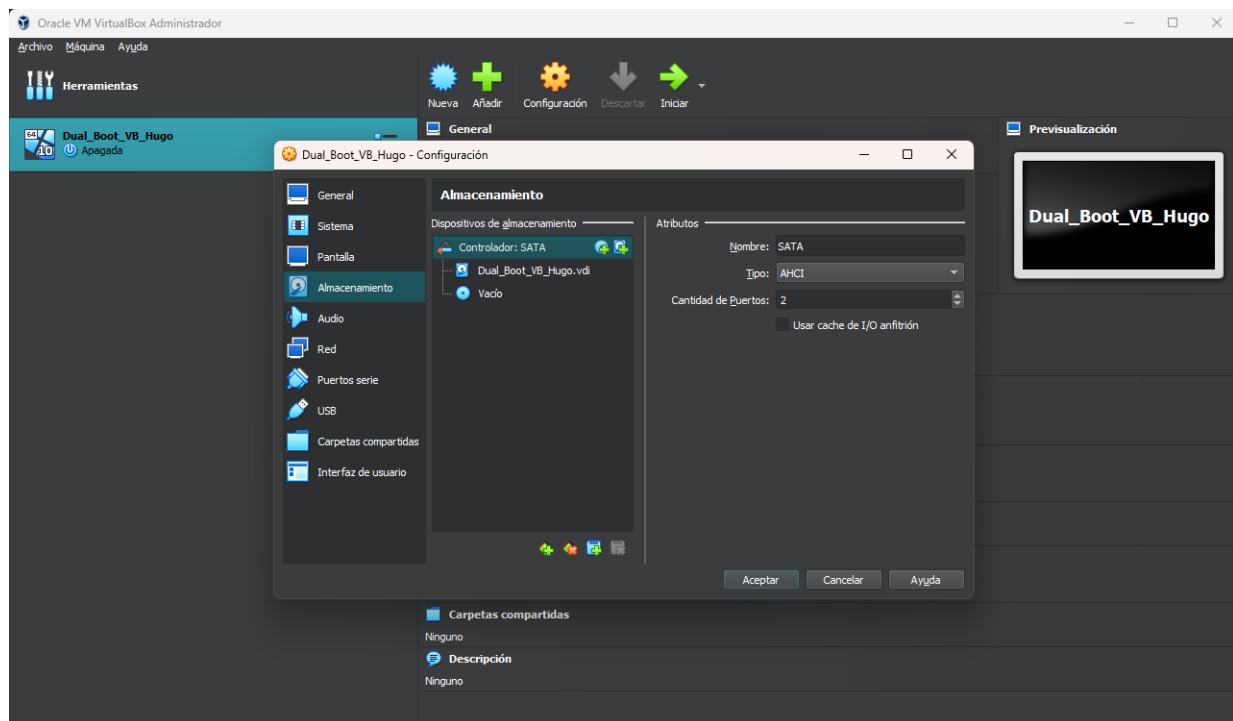 Oracle VM VirtualBox Administrador
Archivo Máquina Ayuda
Herramientas
Nueva Añadir Configuración Descartar Iniciar
64
10
Dual_Boot_VB_Hugo
Apagada
General
Previsualización
Dual_Boot_VB_Hugo
Dual_Boot_VB_Hugo - Configuración
General
Sistema
Pantalla
Almacenamiento
Audio
Red
Puertos serie
USB
Carpetas compartidas
Interfaz de usuario
Almacenamiento
Dispositivos de almacenamiento
Controlador: SATA
Dual_Boot_VB_Hugo.vdi
Vacío
Atributos
Nombre: SATA
Tipo: AHCI
Cantidad de Puertos: 2
Usar cache de I/O anfitrión
Aceptar Cancelar Ayuda
Carpetas compartidas
Ninguno
Descripción
Ninguno